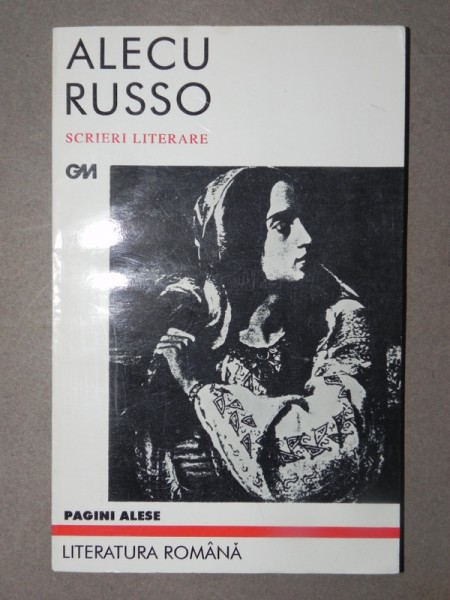 ALECU
RUSSO
SCRIERI LITERARE
GM
PAGINI ALESE
LITERATURA ROMÂNĂ